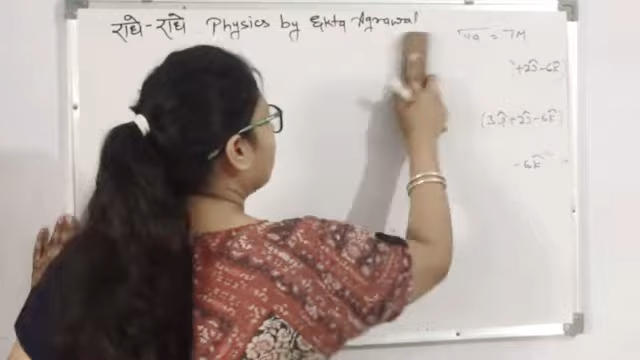 राधे-राधे Physics by Ekta Agrawal
= 7M
+2ĵ-6k̂)
(3î+2ĵ-6k̂)
-6k̂